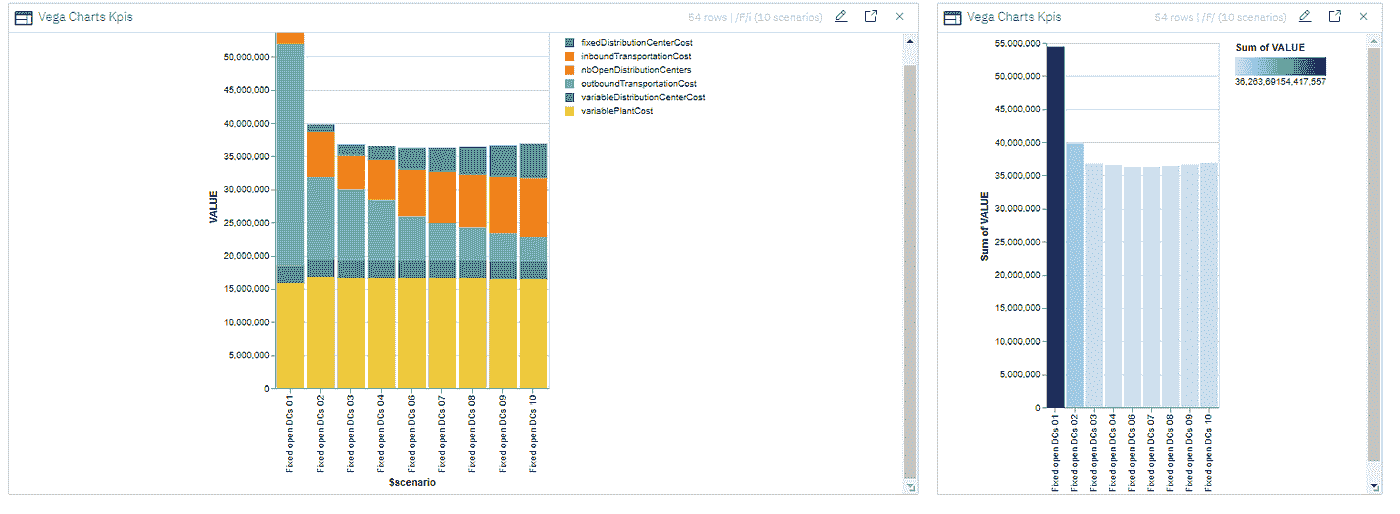 Vega Charts Kpis
54 rows | /F/i (10 scenarios)
fixedDistributionCenterCost
inboundTransportationCost
nbOpenDistributionCenters
outboundTransportationCost
variableDistributionCenterCost
variablePlantCost
50,000,000
45,000,000
40,000,000
35,000,000
30,000,000
25,000,000
20,000,000
15,000,000
10,000,000
5,000,000
0
VALUE
Fixed open DCs 01
Fixed open DCs 02
Fixed open DCs 03
Fixed open DCs 04
Fixed open DCs 06
Fixed open DCs 07
Fixed open DCs 08
Fixed open DCs 09
Fixed open DCs 10
$scenario
Vega Charts Kpis
54 rows | /F/ (10 scenarios)
Sum of VALUE
36,263,69154,417,557
55,000,000
50,000,000
45,000,000
40,000,000
35,000,000
30,000,000
25,000,000
20,000,000
15,000,000
10,000,000
5,000,000
0
Sum of VALUE
Fixed open DCs 01
Fixed open DCs 02
Fixed open DCs 03
Fixed open DCs 04
Fixed open DCs 06
Fixed open DCs 07
Fixed open DCs 08
Fixed open DCs 09
Fixed open DCs 10